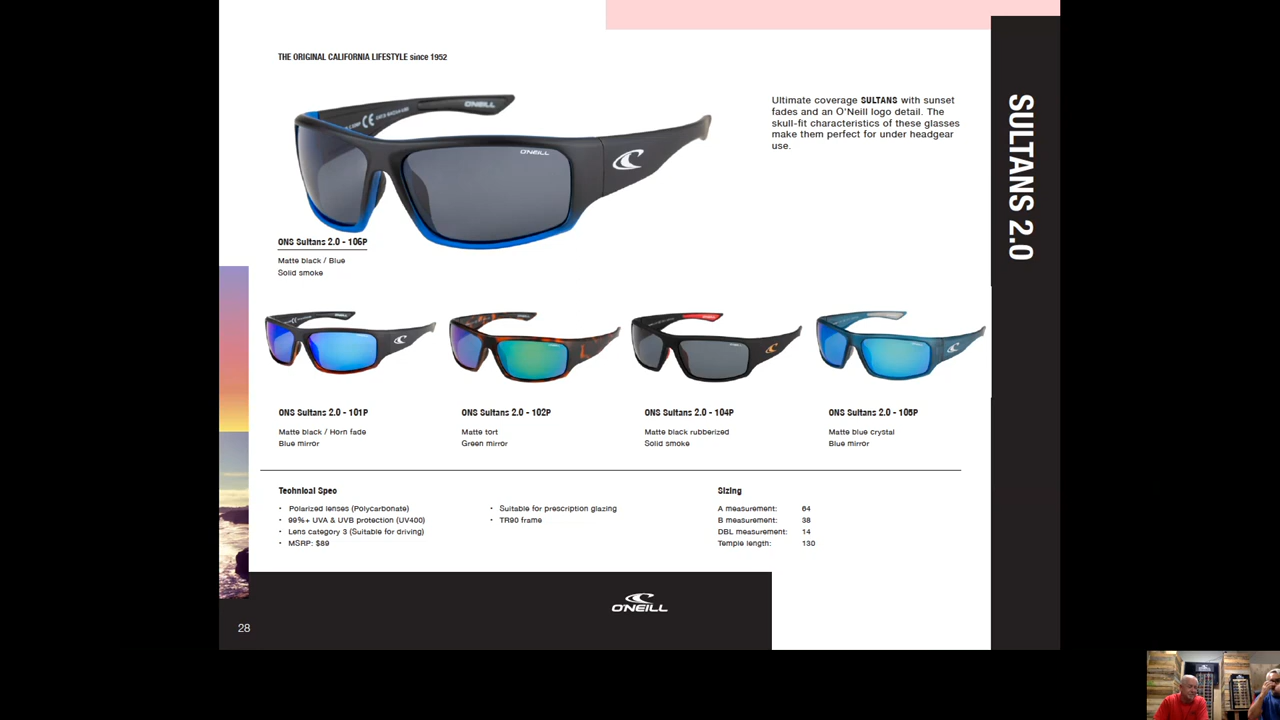 THE ORIGINAL CALIFORNIA LIFESTYLE since 1952
SULTANS 2.0
Ultimate coverage SULTANS with sunset
fades and an O'Neill logo detail. The
skull-fit characteristics of these glasses
make them perfect for under headgear
use.
O'NEILL
O'NEILL
ONS Sultans 2.0 - 106P
Matte black / Blue
Solid smoke
ONS Sultans 2.0 - 101P
Matte black / Horn fade
Blue mirror
ONS Sultans 2.0 - 102P
Matte tort
Green mirror
ONS Sultans 2.0 - 104P
Matte black rubberized
Solid smoke
ONS Sultans 2.0 - 105P
Matte blue crystal
Blue mirror
Technical Spec
• Polarized lenses (Polycarbonate)
• 99%+ UVA & UVB protection (UV400)
• Lens category 3 (Suitable for driving)
• MSRP: $89
• Suitable for prescription glazing
• TR90 frame
Sizing
A measurement: 64
B measurement: 38
DBL measurement: 14
Temple length: 130
O'NEILL
28